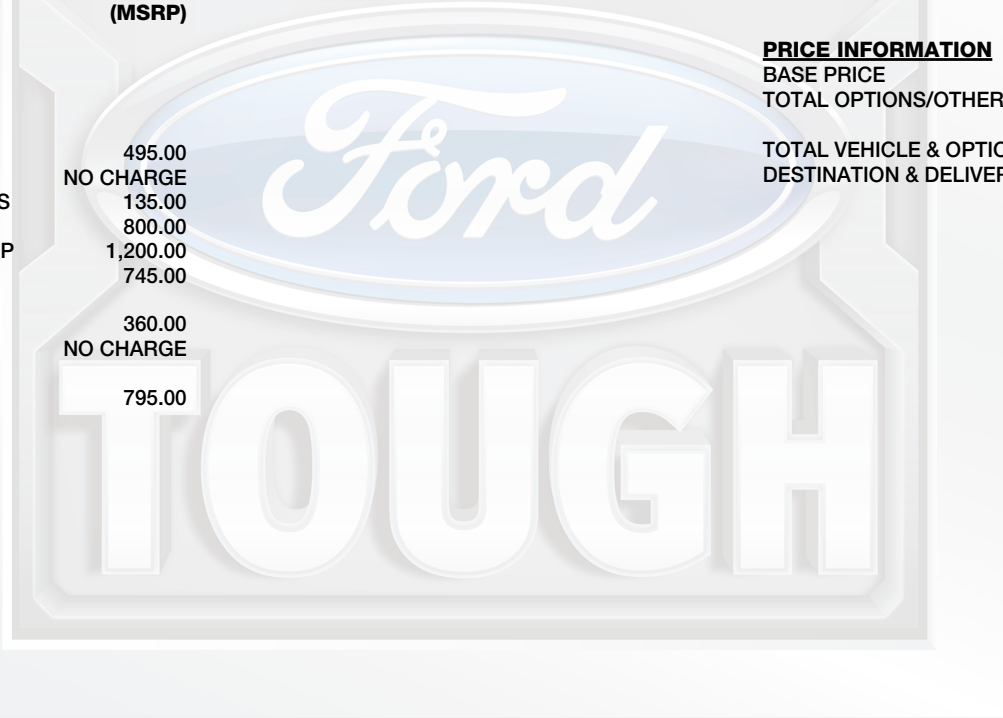 (MSRP)
495.00
NO CHARGE
S 135.00
800.00
P 1,200.00
745.00
360.00
NO CHARGE
795.00
PRICE INFORMATION
BASE PRICE
TOTAL OPTIONS/OTHER
TOTAL VEHICLE & OPTIO
DESTINATION & DELIVER
Ford
TOUGH